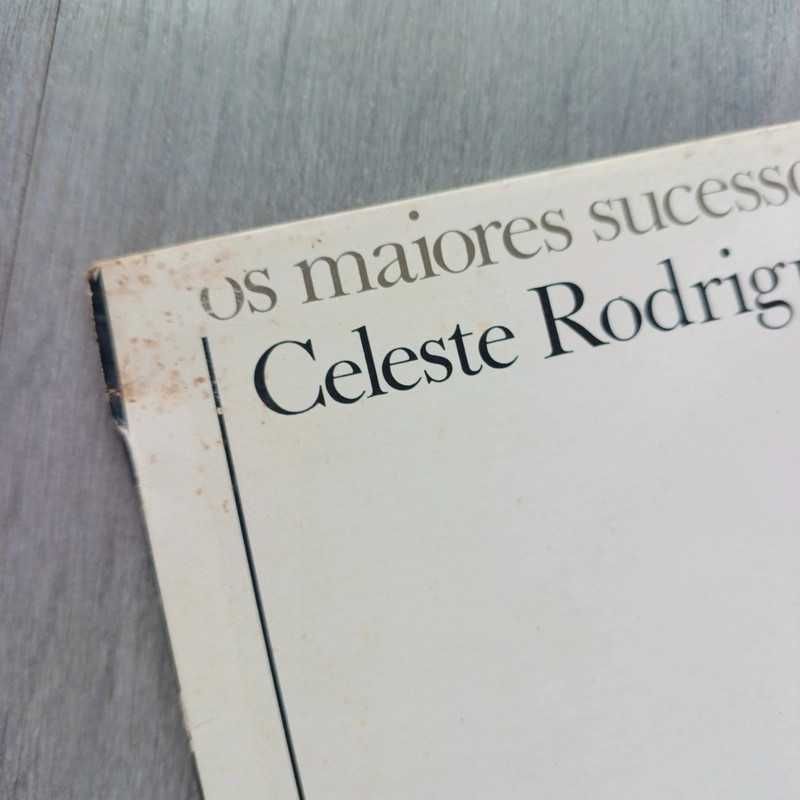 os maiores sucesso
Celeste Rodrig